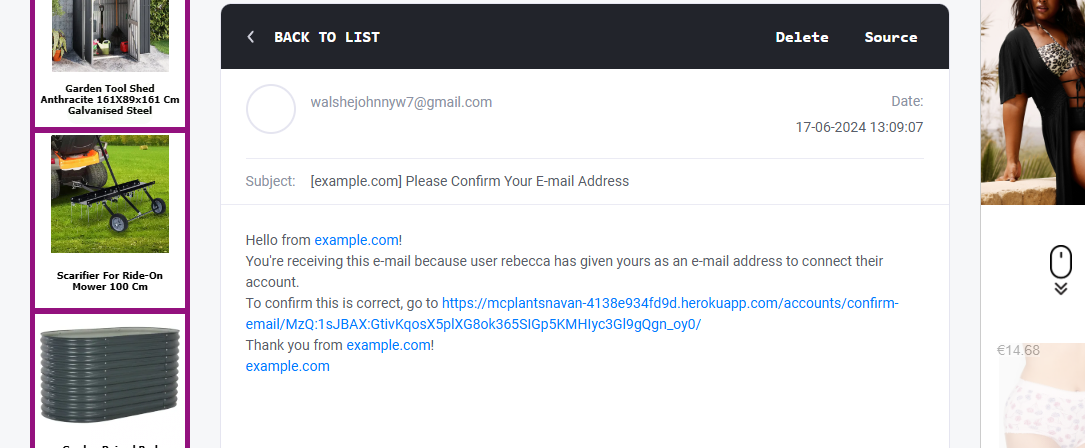 Garden Tool Shed
Anthracite 161X89x161 Cm
Galvanised Steel
Scarifier For Ride-On
Mower 100 Cm
BACK TO LIST
Delete
Source
walshejohnnyw7@gmail.com
Date:
17-06-2024 13:09:07
Subject: [example.com] Please Confirm Your E-mail Address
Hello from example.com!
You're receiving this e-mail because user rebecca has given yours as an e-mail address to connect their
account.
To confirm this is correct, go to https://mcplantsnavan-4138e934fd9d.herokuapp.com/accounts/confirm-
email/MzQ:1sJBAX:GtivKqosX5plXG8ok365SIGp5KMHIyc3Gl9gQgn_oy0/
Thank you from example.com!
example.com
€14.68